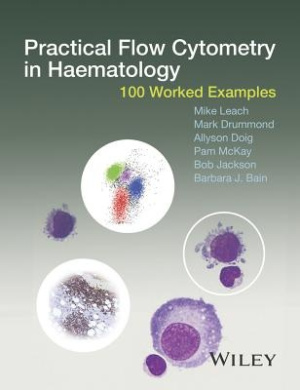 Practical Flow Cytometry
in Haematology
100 Worked Examples
Mike Leach
Mark Drummond
Allyson Doig
Pam McKay
Bob Jackson
Barbara J. Bain
WILEY